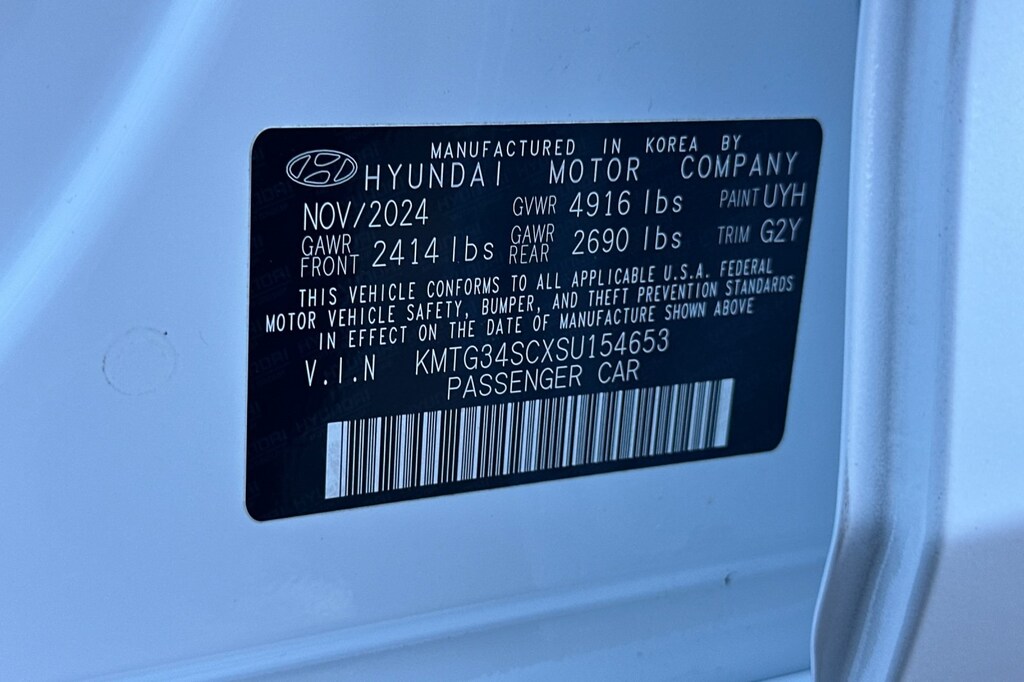 MANUFACTURED IN KOREA BY
HYUNDAI MOTOR COMPANY
NOV/2024 GVWR 4916 lbs PAINT UYH
GAWR FRONT 2414 lbs GAWR REAR 2690 lbs TRIM G2Y
THIS VEHICLE CONFORMS TO ALL APPLICABLE U.S.A. FEDERAL
MOTOR VEHICLE SAFETY, BUMPER, AND THEFT PREVENTION STANDARDS
IN EFFECT ON THE DATE OF MANUFACTURE SHOWN ABOVE
V.I.N KMTG34SCXSU154653
PASSENGER CAR